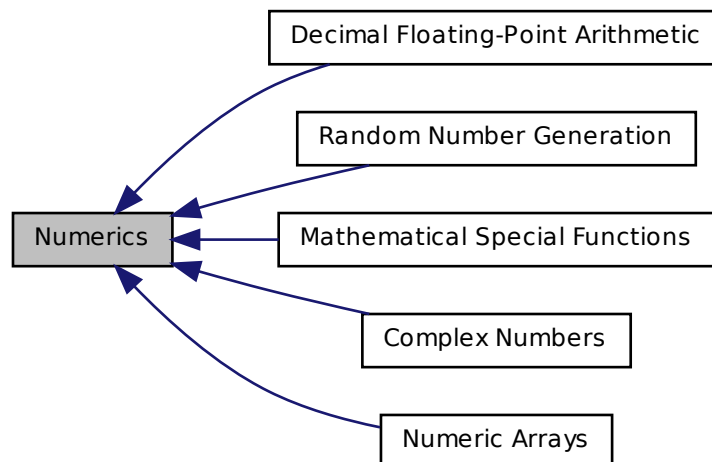 Decimal Floating-Point Arithmetic
Random Number Generation
Numerics
Mathematical Special Functions
Complex Numbers
Numeric Arrays